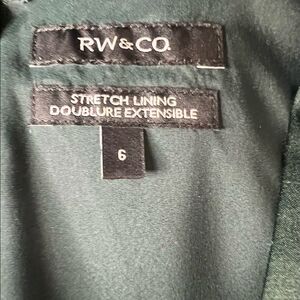 RW&CO.
STRETCH LINING
DOUBLURE EXTENSIBLE
6